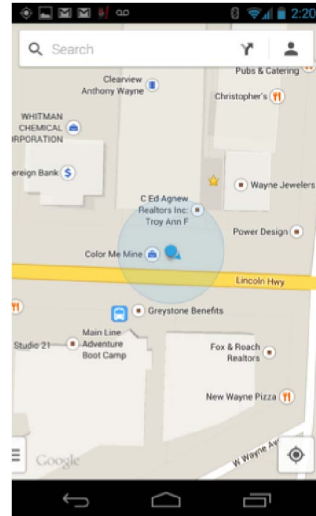 2:20
Search
Pubs & Catering
Clearview
Anthony Wayne
Christopher's
WHITMAN
CHEMICAL
RPORATION
ereign Bank
Wayne Jewelers
C Ed Agnew
Realtors Inc:
Troy Ann F
Power Design
Color Me Mine
Lincoln Hwy
Greystone Benefits
Main Line
Adventure
Boot Camp
Studio 21
Fox & Roach
Realtors
New Wayne Pizza
W Wayne Av
Google